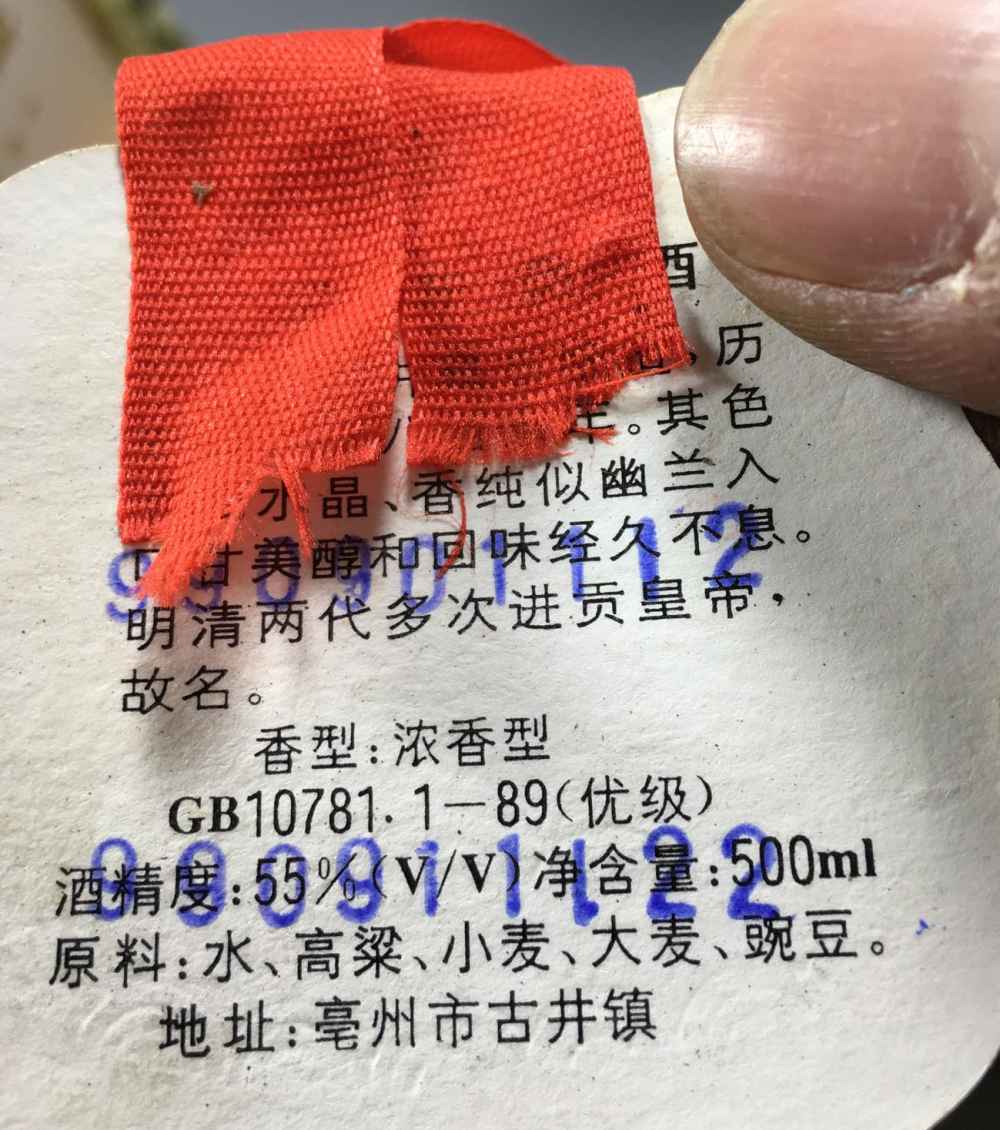 酒
、历
。其色
水晶、香纯似幽兰入
甘美醇和回味经久不息。
明清两代多次进贡皇帝，
故名。
香型：浓香型
GB10781.1—89（优级）
酒精度：55%（V/V）净含量：500ml
原料：水、高粱、小麦、大麦、豌豆。
地址：亳州市古井镇